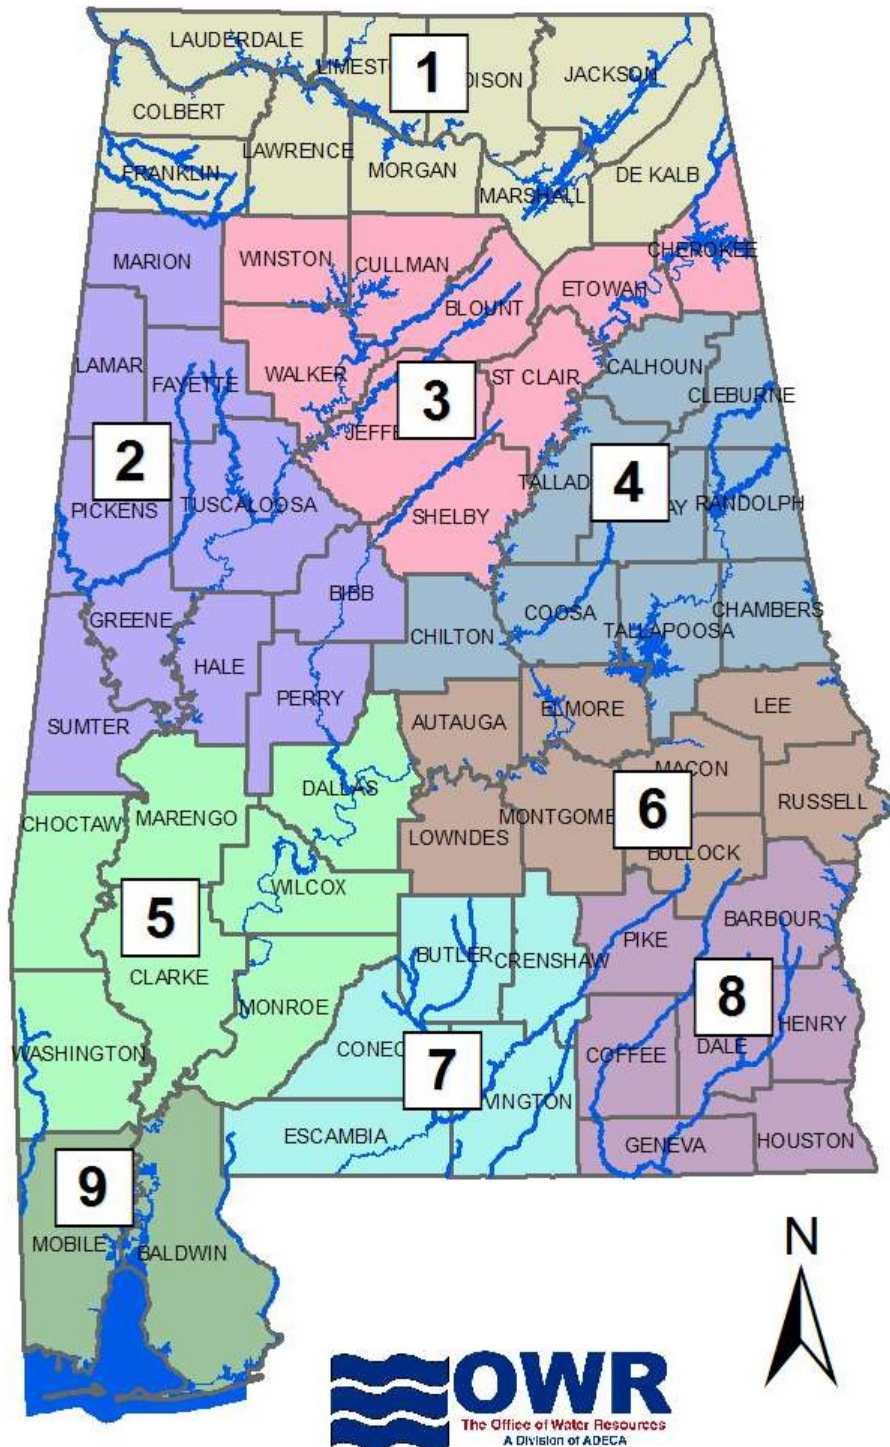 LAUDERDALE
LIMEST
1
DISON
JACKSON
COLBERT
LAWRENCE
FRANKLIN
MORGAN
MARSHALL
DE KALB
MARION
WINSTON
CULLMAN
CHEROKEE
BLOUNT
ETOWAH
LAMAR
FAYETTE
WALKER
ST CLAIR
CALHOUN
CLEBURNE
3
JEFFE
2
4
PICKENS
TUSCALOOSA
TALLAD
AY
RANDOLPH
SHELBY
BIBB
GREENE
CHILTON
COOSA
TALLAPOOSA
CHAMBERS
HALE
PERRY
SUMTER
AUTAUGA
ELMORE
LEE
DALLAS
MACON
CHOCTAW
MARENGO
RUSSELL
LOWNDES
MONTGOME
6
BULLOCK
WILCOX
5
BARBOUR
PIKE
BUTLER
CRENSHAW
CLARKE
MONROE
8
HENRY
WASHINGTON
CONEC
7
COFFEE
DALE
VINGTON
ESCAMBIA
GENEVA
HOUSTON
9
MOBILE
BALDWIN
N
OWR
The Office of Water Resources
A Division of ADECA